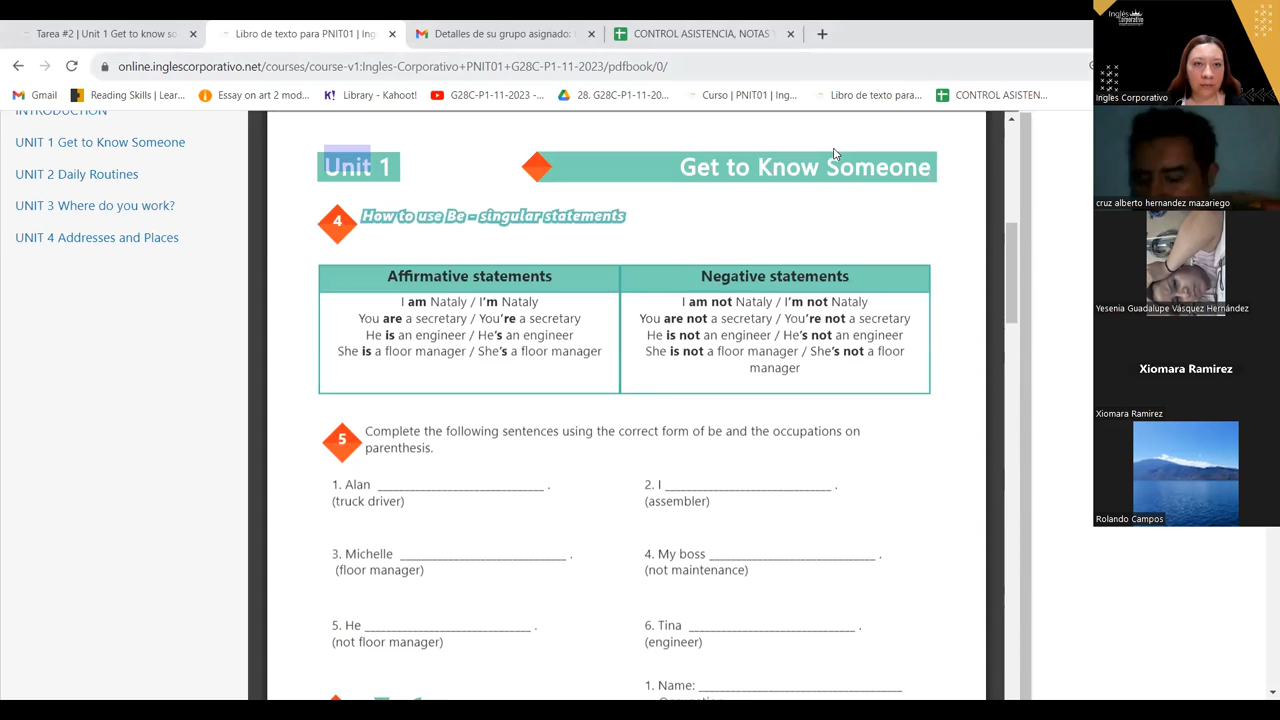 Tarea #2 | Unit 1 Get to know so
Libro de texto para PNIT01 | Ing
Detalles de su grupo asignado:
CONTROL ASISTENCIA, NOTAS Y
online.inglescorporativo.net/courses/course-v1:Ingles-Corporativo+PNIT01+G28C-P1-11-2023/pdfbook/0/
Gmail
Reading Skills | Lear...
Essay on art 2 mod...
Library - Kahoot!
G28C-P1-11-2023 -...
28. G28C-P1-11-20...
Curso | PNIT01 | Ing...
Libro de texto para...
CONTROL ASISTEN...
INTRODUCTION
UNIT 1 Get to Know Someone
UNIT 2 Daily Routines
UNIT 3 Where do you work?
UNIT 4 Addresses and Places
Unit 1
Get to Know Someone
4 How to use Be - singular statements
Affirmative statements
I am Nataly / I'm Nataly
You are a secretary / You're a secretary
He is an engineer / He's an engineer
She is a floor manager / She's a floor manager
Negative statements
I am not Nataly / I'm not Nataly
You are not a secretary / You're not a secretary
He is not an engineer / He's not an engineer
She is not a floor manager / She's not a floor
manager
5 Complete the following sentences using the correct form of be and the occupations on
parenthesis.
1. Alan ____________________________ .
(truck driver)
2. I ____________________________ .
(assembler)
3. Michelle ____________________________ .
(floor manager)
4. My boss ____________________________ .
(not maintenance)
5. He ____________________________ .
(not floor manager)
6. Tina ____________________________ .
(engineer)
1. Name: __________________________________
Inglés
Corporativo
Ingles Corporativo
cruz alberto hernandez mazariego
Yesenia Guadalupe Vásquez Hernández
Xiomara Ramirez
Xiomara Ramirez
Rolando Campos